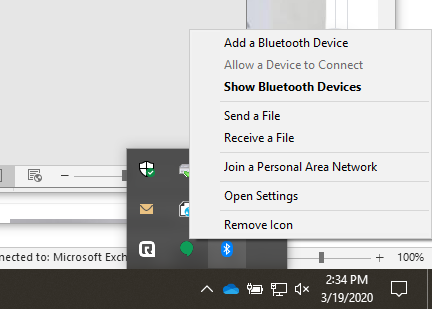 Add a Bluetooth Device
Allow a Device to Connect
Show Bluetooth Devices
Send a File
Receive a File
Join a Personal Area Network
Open Settings
Remove Icon
nected to: Microsoft Exch
100%
2:34 PM
3/19/2020